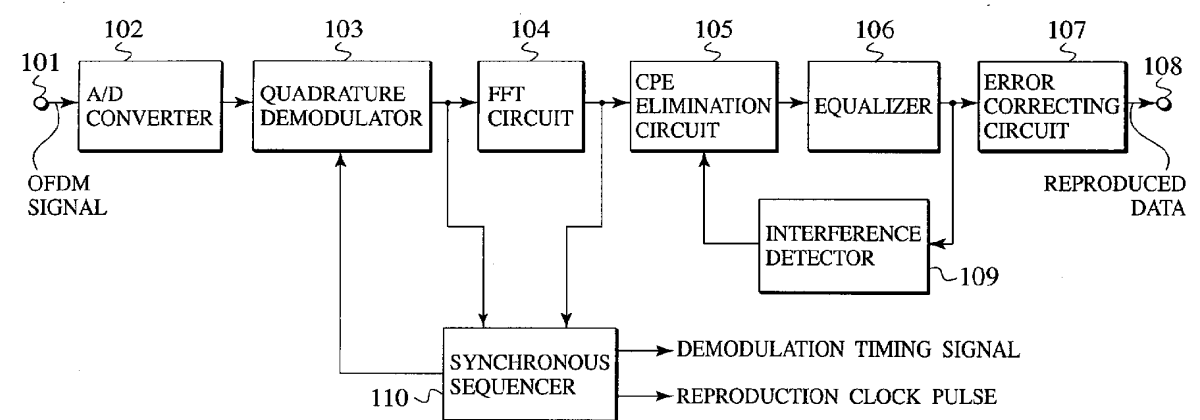 101
102
103
104
105
106
107
108
A/D
CONVERTER
QUADRATURE
DEMODULATOR
FFT
CIRCUIT
CPE
ELIMINATION
CIRCUIT
EQUALIZER
ERROR
CORRECTING
CIRCUIT
OFDM
SIGNAL
REPRODUCED
DATA
INTERFERENCE
DETECTOR
109
SYNCHRONOUS
SEQUENCER
110
DEMODULATION TIMING SIGNAL
REPRODUCTION CLOCK PULSE